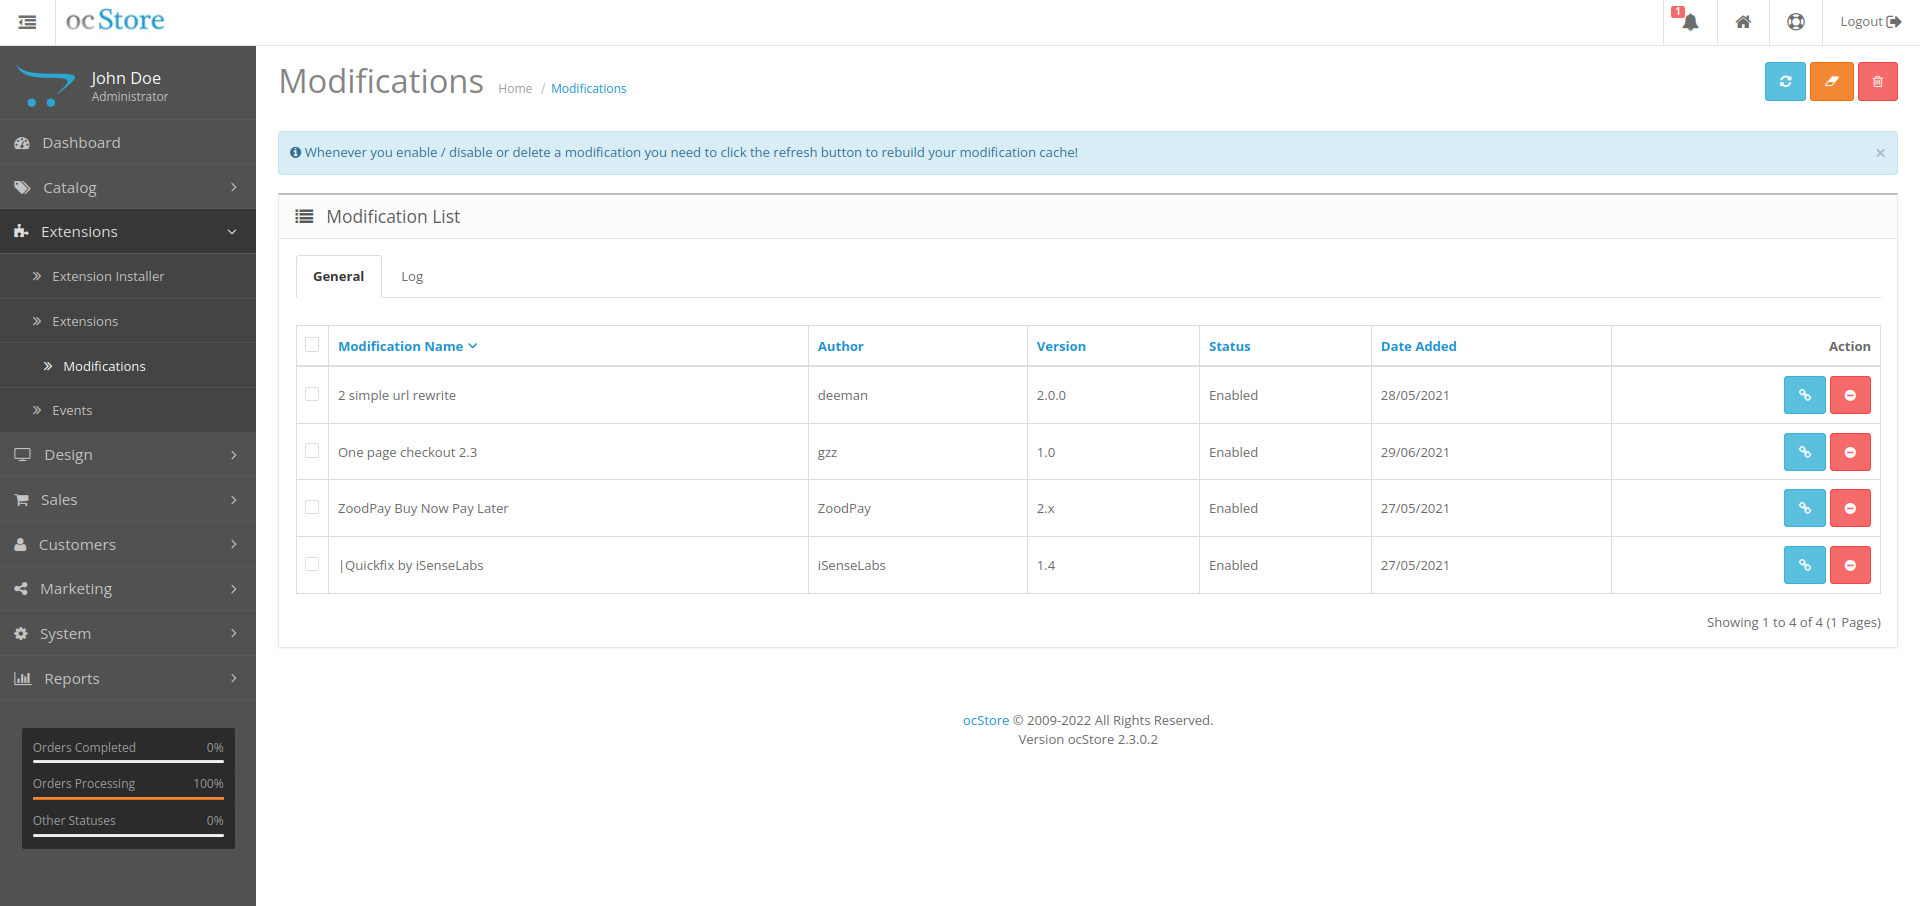 oc Store
1
Logout
John Doe
Administrator
Dashboard
Catalog
Extensions
Extension Installer
Extensions
Modifications
Events
Design
Sales
Customers
Marketing
System
Reports
Orders Completed 0%
Orders Processing 100%
Other Statuses 0%
Modifications Home / Modifications
Whenever you enable / disable or delete a modification you need to click the refresh button to rebuild your modification cache! ×
Modification List
General Log
Modification Name Author Version Status Date Added Action
2 simple url rewrite deeman 2.0.0 Enabled 28/05/2021
One page checkout 2.3 gzz 1.0 Enabled 29/06/2021
ZoodPay Buy Now Pay Later ZoodPay 2.x Enabled 27/05/2021
|Quickfix by iSenseLabs iSenseLabs 1.4 Enabled 27/05/2021
Showing 1 to 4 of 4 (1 Pages)
ocStore © 2009-2022 All Rights Reserved.
Version ocStore 2.3.0.2